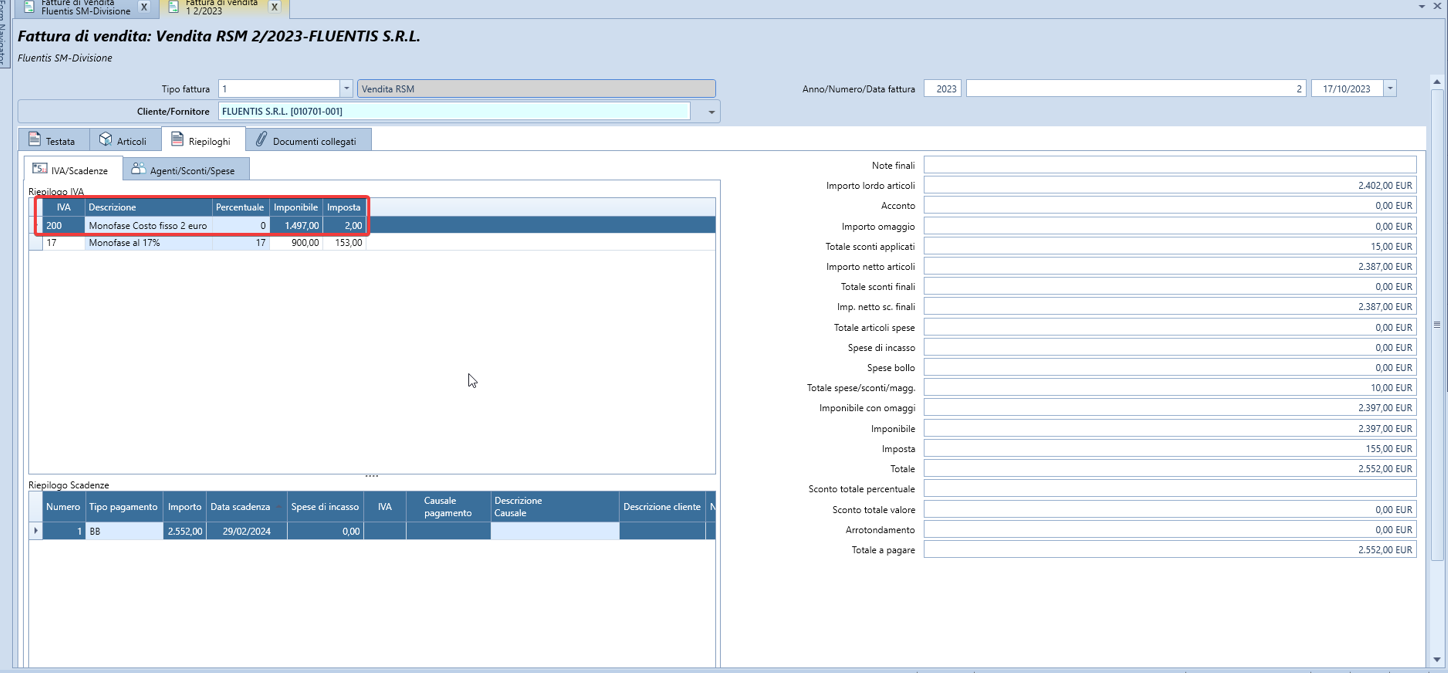 Fatture di vendita
Fluentis SM-Divisione X
Fattura di vendita
1 2/2023 X
Form Navigator
Fattura di vendita: Vendita RSM 2/2023-FLUENTIS S.R.L.
Fluentis SM-Divisione
Tipo fattura 1 Vendita RSM Anno/Numero/Data fattura 2023 2 17/10/2023
Cliente/Fornitore FLUENTIS S.R.L. [010701-001]
Testata Articoli Riepiloghi Documenti collegati
IVA/Scadenze Agenti/Sconti/Spese
Riepilogo IVA
IVA Descrizione Percentuale Imponibile Imposta
200 Monofase Costo fisso 2 euro 0 1.497,00 2,00
17 Monofase al 17% 17 900,00 153,00
Riepilogo Scadenze
Numero Tipo pagamento Importo Data scadenza Spese di incasso IVA Causale pagamento Descrizione Causale Descrizione cliente N
1 BB 2.552,00 29/02/2024 0,00
Note finali
Importo lordo articoli 2.402,00 EUR
Acconto 0,00 EUR
Importo omaggio 0,00 EUR
Totale sconti applicati 15,00 EUR
Importo netto articoli 2.387,00 EUR
Totale sconti finali 0,00 EUR
Imp. netto sc. finali 2.387,00 EUR
Totale articoli spese 0,00 EUR
Spese di incasso 0,00 EUR
Spese bollo 0,00 EUR
Totale spese/sconti/magg. 10,00 EUR
Imponibile con omaggi 2.397,00 EUR
Imponibile 2.397,00 EUR
Imposta 155,00 EUR
Totale 2.552,00 EUR
Sconto totale percentuale
Sconto totale valore 0,00 EUR
Arrotondamento 0,00 EUR
Totale a pagare 2.552,00 EUR